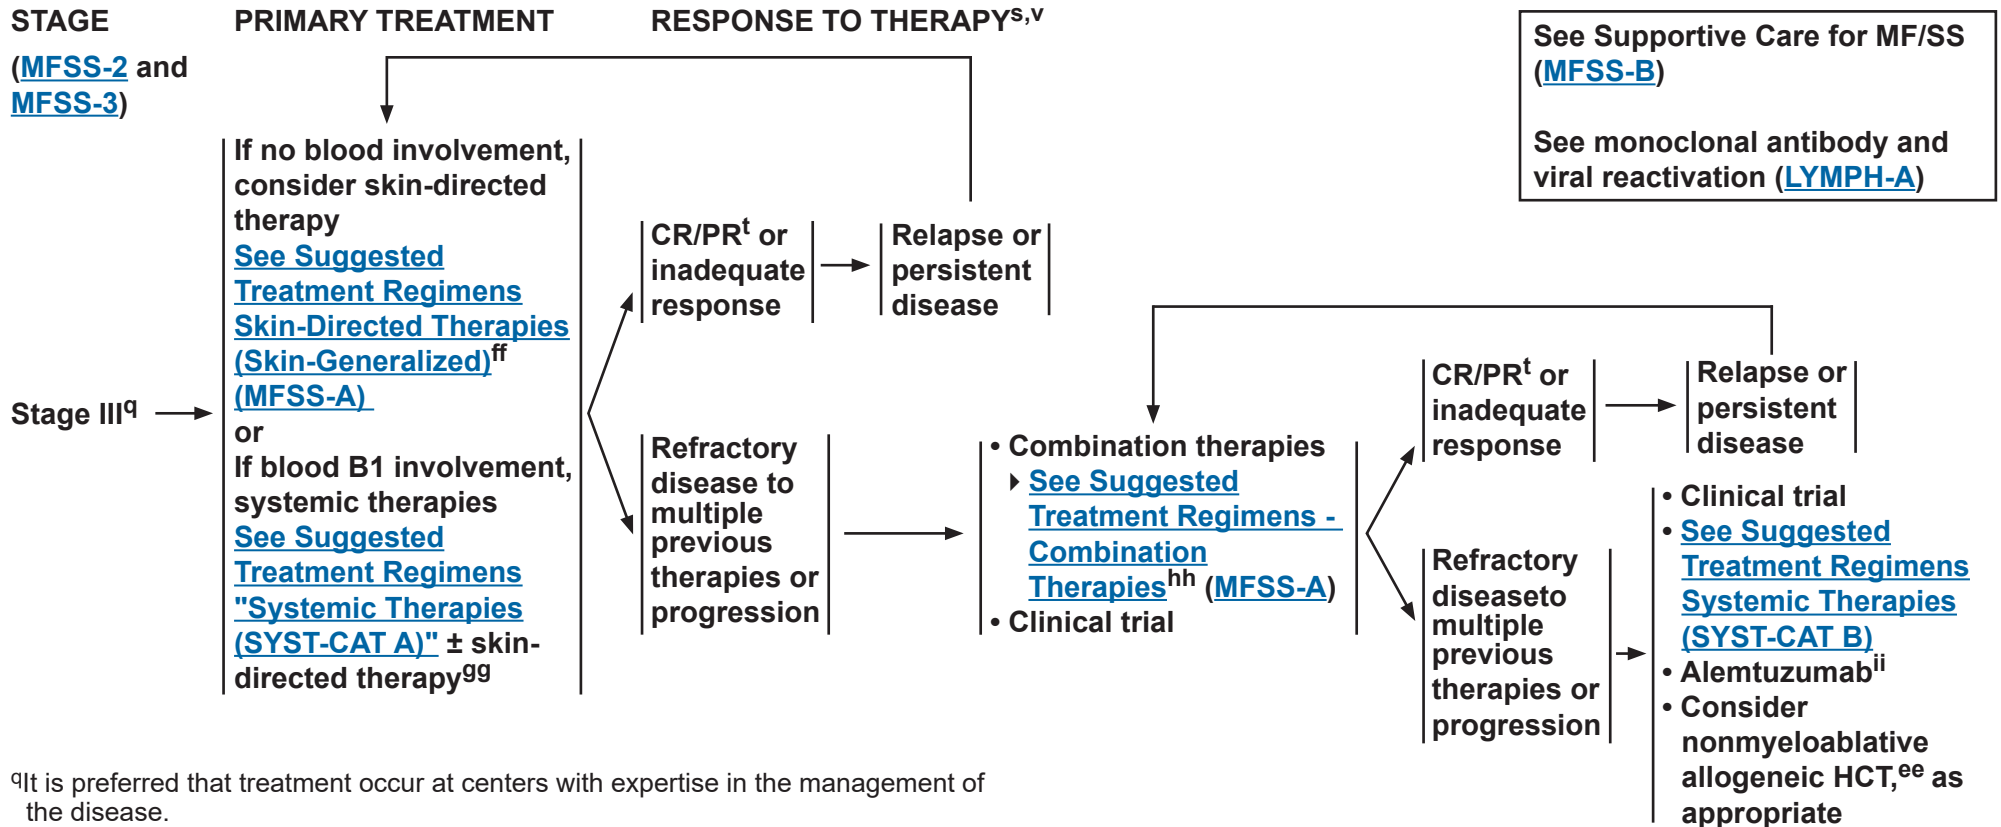 STAGE
(MFSS-2 and
MFSS-3)
PRIMARY TREATMENT
RESPONSE TO THERAPYs,v
See Supportive Care for MF/SS
(MFSS-B)
See monoclonal antibody and
viral reactivation (LYMPH-A)
Stage IIIq
If no blood involvement,
consider skin-directed
therapy
See Suggested
Treatment Regimens
Skin-Directed Therapies
(Skin-Generalized)ff
(MFSS-A)
or
If blood B1 involvement,
systemic therapies
See Suggested
Treatment Regimens
"Systemic Therapies
(SYST-CAT A)" ± skin-
directed therapygg
CR/PRt or
inadequate
response
Relapse or
persistent
disease
Refractory
disease to
multiple
previous
therapies or
progression
• Combination therapies
See Suggested
Treatment Regimens -
Combination
Therapieshh (MFSS-A)
• Clinical trial
CR/PRt or
inadequate
response
Relapse or
persistent
disease
Refractory
diseaseto
multiple
previous
therapies or
progression
• Clinical trial
• See Suggested
Treatment Regimens
Systemic Therapies
(SYST-CAT B)
• Alemtuzumabii
• Consider
nonmyeloablative
allogeneic HCT,ee as
appropriate
qIt is preferred that treatment occur at centers with expertise in the management of
the disease.